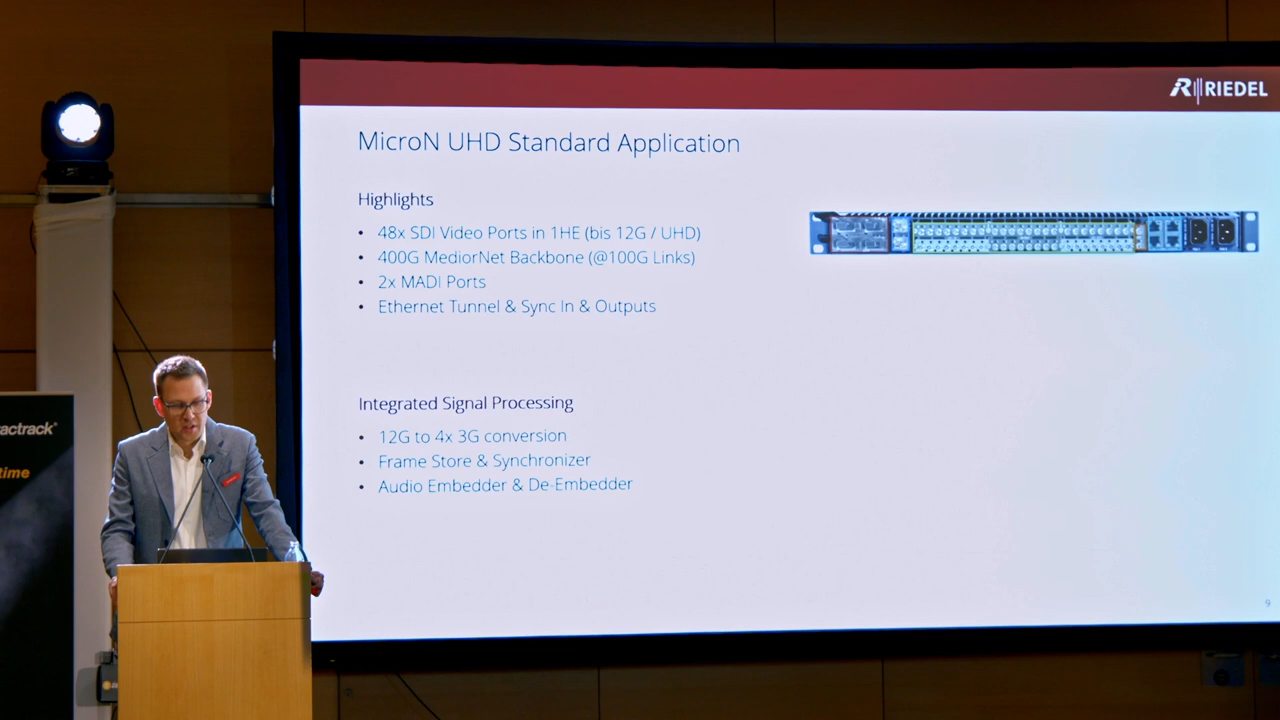 RIEDEL
MicroN UHD Standard Application
Highlights
• 48x SDI Video Ports in 1HE (bis 12G / UHD)
• 400G MediorNet Backbone (@100G Links)
• 2x MADI Ports
• Ethernet Tunnel & Sync In & Outputs
Integrated Signal Processing
• 12G to 4x 3G conversion
• Frame Store & Synchronizer
• Audio Embedder & De-Embedder
9
actrack®
time